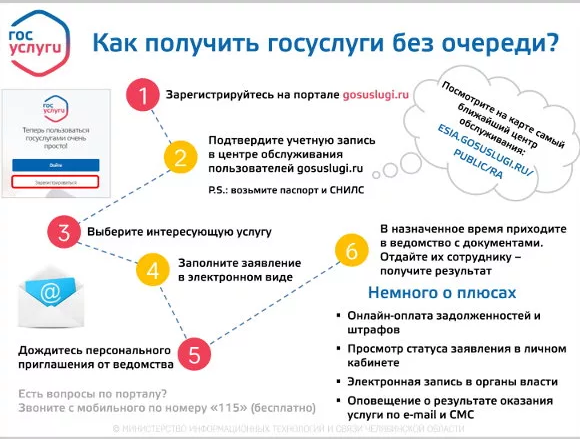 гос
услуги
Как получить госуслуги без очереди?
1
Зарегистрируйтесь на портале gosuslugi.ru
гос
услуги
Теперь пользоваться
госуслугами очень
просто!
Войти
Зарегистрироваться
2
Подтвердите учетную запись
в центре обслуживания
пользователей gosuslugi.ru
P.S.: возьмите паспорт и СНИЛС
Посмотрите на карте самый
ближайший центр
обслуживания:
ESIA.GOSUSLUGI.RU/
PUBLIC/RA
3
Выберите интересующую услугу
4
Заполните заявление
в электронном виде
@
5
Дождитесь персонального
приглашения от ведомства
6
В назначенное время приходите
в ведомство с документами.
Отдайте их сотруднику –
получите результат
Немного о плюсах
▪ Онлайн-оплата задолженностей и
штрафов
▪ Просмотр статуса заявления в личном
кабинете
▪ Электронная запись в органы власти
▪ Оповещение о результате оказания
услуги по e-mail и СМС
Есть вопросы по порталу?
Звоните с мобильного по номеру «115» (бесплатно)
© МИНИСТЕРСТВО ИНФОРМАЦИОННЫХ ТЕХНОЛОГИЙ И СВЯЗИ ЧЕЛЯБИНСКОЙ ОБЛАСТИ